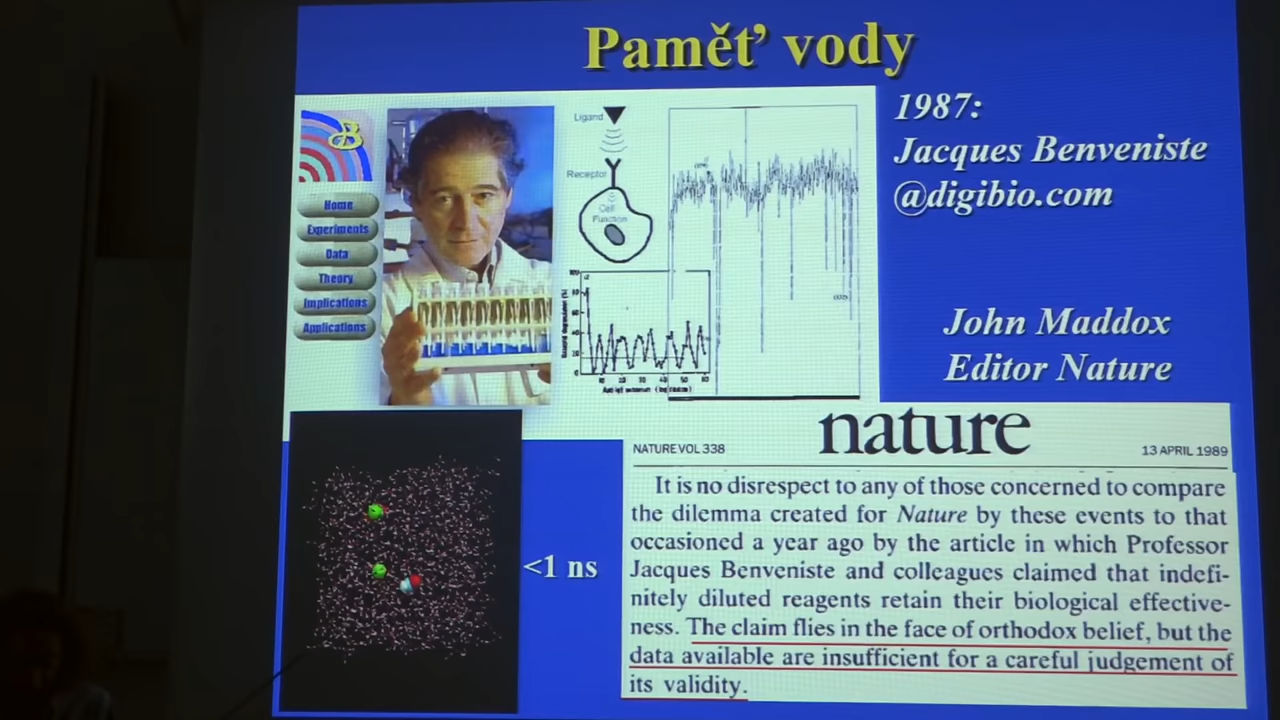 Paměť vody
1987:
Jacques Benveniste
@digibio.com
John Maddox
Editor Nature
B
Home
Experiments
Data
Theory
Implications
Applications
Ligand
Receptor
Cell
Function
<1 ns
nature
NATURE VOL 338
13 APRIL 1989
It is no disrespect to any of those concerned to compare
the dilemma created for Nature by these events to that
occasioned a year ago by the article in which Professor
Jacques Benveniste and colleagues claimed that indefi-
nitely diluted reagents retain their biological effective-
ness. The claim flies in the face of orthodox belief, but the
data available are insufficient for a careful judgement of
its validity.